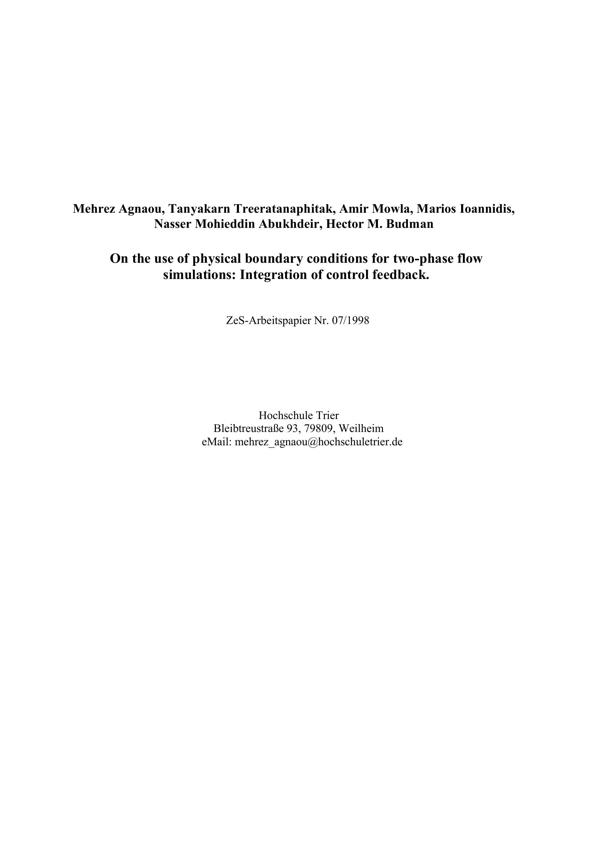 Mehrez Agnaou, Tanyakarn Treeratanaphitak, Amir Mowla, Marios Ioannidis,
Nasser Mohieddin Abukhdeir, Hector M. Budman
On the use of physical boundary conditions for two-phase flow
simulations: Integration of control feedback.
ZeS-Arbeitspapier Nr. 07/1998
Hochschule Trier
Bleibtreustraße 93, 79809, Weilheim
eMail: mehrez_agnaou@hochschuletrier.de